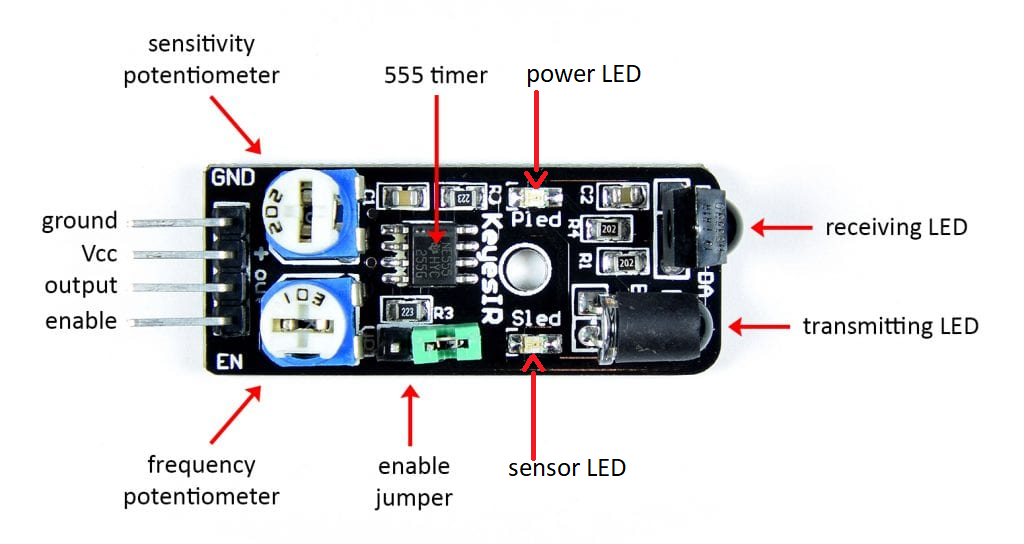 sensitivity
potentiometer
555 timer
power LED
GND
202
C1
223
R2
Pled
C2
R4
202
R1
202
KeyesIR
ground
Vcc
output
enable
+
receiving LED
transmitting LED
103
223
R3
Sled
EN
frequency
potentiometer
enable
jumper
sensor LED